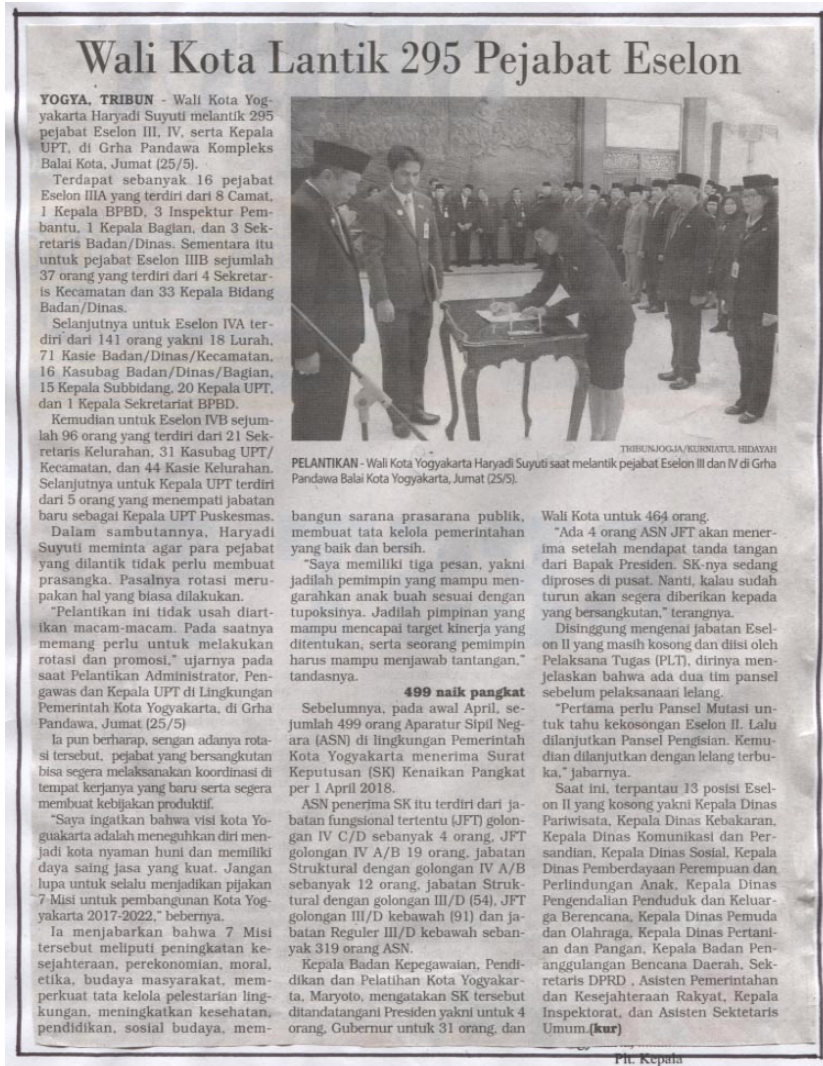 Wali Kota Lantik 295 Pejabat Eselon
YOGYA, TRIBUN - Wali Kota Yog-
yakarta Haryadi Suyuti melantik 295
pejabat Eselon III, IV, serta Kepala
UPT, di Grha Pandawa Kompleks
Balai Kota, Jumat (25/5).
Terdapat sebanyak 16 pejabat
Eselon IIIA yang terdiri dari 8 Camat,
1 Kepala BPBD, 3 Inspektur Pem-
bantu, 1 Kepala Bagian, dan 3 Sek-
retaris Badan/Dinas. Sementara itu
untuk pejabat Eselon IIIB sejumlah
37 orang yang terdiri dari 4 Sekretar-
is Kecamatan dan 33 Kepala Bidang
Badan/Dinas.
Selanjutnya untuk Eselon IVA ter-
diri dari 141 orang yakni 18 Lurah,
71 Kasie Badan/Dinas/Kecamatan,
16 Kasubag Badan/Dinas/Bagian,
15 Kepala Subbidang, 20 Kepala UPT,
dan 1 Kepala Sekretariat BPBD.
Kemudian untuk Eselon IVB sejum-
lah 96 orang yang terdiri dari 21 Sek-
retaris Kelurahan, 31 Kasubag UPT/
Kecamatan, dan 44 Kasie Kelurahan.
Selanjutnya untuk Kepala UPT terdiri
dari 5 orang yang menempati jabatan
baru sebagai Kepala UPT Puskesmas.
Dalam sambutannya, Haryadi
Suyuti meminta agar para pejabat
yang dilantik tidak perlu membuat
prasangka. Pasalnya rotasi meru-
pakan hal yang biasa dilakukan.
"Pelantikan ini tidak usah diart-
ikan macam-macam. Pada saatnya
memang perlu untuk melakukan
rotasi dan promosi," ujarnya pada
saat Pelantikan Administrator, Pen-
gawas dan Kepala UPT di Lingkungan
Pemerintah Kota Yogyakarta, di Grha
Pandawa, Jumat (25/5)
Ia pun berharap, sengan adanya rota-
si tersebut, pejabat yang bersangkutan
bisa segera melaksanakan koordinasi di
tempat kerjanya yang baru serta segera
membuat kebijakan produktif.
"Saya ingatkan bahwa visi kota Yo-
guakarta adalah meneguhkan diri men-
jadi kota nyaman huni dan memiliki
daya saing jasa yang kuat. Jangan
lupa untuk selalu menjadikan pijakan
7 Misi untuk pembangunan Kota Yog-
yakarta 2017-2022," bebernya.
Ia menjabarkan bahwa 7 Misi
tersebut meliputi peningkatan ke-
sejahteraan, perekonomian, moral,
etika, budaya masyarakat, mem-
perkuat tata kelola pelestarian ling-
kungan, meningkatkan kesehatan,
pendidikan, sosial budaya, mem-
TRIBUNJOGJA/KURNIATUL HIDAYAH
PELANTIKAN - Wali Kota Yogyakarta Haryadi Suyuti saat melantik pejabat Eselon III dan IV di Grha
Pandawa Balai Kota Yogyakarta, Jumat (25/5).
bangun sarana prasarana publik,
membuat tata kelola pemerintahan
yang baik dan bersih.
"Saya memiliki tiga pesan, yakni
jadilah pemimpin yang mampu men-
garahkan anak buah sesuai dengan
tupoksinya. Jadilah pimpinan yang
mampu mencapai target kinerja yang
ditentukan, serta seorang pemimpin
harus mampu menjawab tantangan,"
tandasnya.
499 naik pangkat
Sebelumnya, pada awal April, se-
jumlah 499 orang Aparatur Sipil Neg-
ara (ASN) di lingkungan Pemerintah
Kota Yogyakarta menerima Surat
Keputusan (SK) Kenaikan Pangkat
per 1 April 2018.
ASN penerima SK itu terdiri dari ja-
batan fungsional tertentu (JFT) golon-
gan IV C/D sebanyak 4 orang, JFT
golongan IV A/B 19 orang, jabatan
Struktural dengan golongan IV A/B
sebanyak 12 orang, jabatan Struk-
tural dengan golongan III/D (54), JFT
golongan III/D kebawah (91) dan ja-
batan Reguler III/D kebawah seban-
yak 319 orang ASN.
Kepala Badan Kepegawaian, Pendi-
dikan dan Pelatihan Kota Yogyakar-
ta, Maryoto, mengatakan SK tersebut
ditandatangani Presiden yakni untuk 4
orang, Gubernur untuk 31 orang, dan
Wali Kota untuk 464 orang.
"Ada 4 orang ASN JFT akan mener-
ima setelah mendapat tanda tangan
dari Bapak Presiden. SK-nya sedang
diproses di pusat. Nanti, kalau sudah
turun akan segera diberikan kepada
yang bersangkutan," terangnya.
Disinggung mengenai jabatan Esel-
on II yang masih kosong dan diisi oleh
Pelaksana Tugas (PLT), dirinya men-
jelaskan bahwa ada dua tim pansel
sebelum pelaksanaan lelang.
"Pertama perlu Pansel Mutasi un-
tuk tahu kekosongan Eselon II. Lalu
dilanjutkan Pansel Pengisian. Kemu-
dian dilanjutkan dengan lelang terbu-
ka," jabarnya.
Saat ini, terpantau 13 posisi Esel-
on II yang kosong yakni Kepala Dinas
Pariwisata, Kepala Dinas Kebakaran,
Kepala Dinas Komunikasi dan Per-
sandian, Kepala Dinas Sosial, Kepala
Dinas Pemberdayaan Perempuan dan
Perlindungan Anak, Kepala Dinas
Pengendalian Penduduk dan Keluar-
ga Berencana, Kepala Dinas Pemuda
dan Olahraga, Kepala Dinas Pertani-
an dan Pangan, Kepala Badan Pen-
anggulangan Bencana Daerah, Sek-
retaris DPRD , Asisten Pemerintahan
dan Kesejahteraan Rakyat, Kepala
Inspektorat, dan Asisten Sektetaris
Umum.(kur)
Plt. Kepala